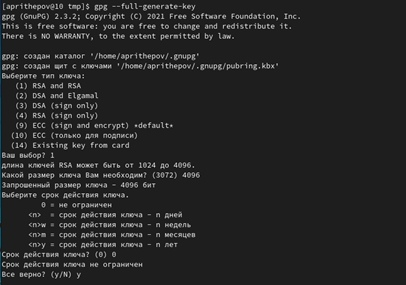 [aprithepov@10 tmp]$ gpg --full-generate-key
gpg (GnuPG) 2.3.2; Copyright (C) 2021 Free Software Foundation, Inc.
This is free software: you are free to change and redistribute it.
There is NO WARRANTY, to the extent permitted by law.

gpg: создан каталог '/home/aprithepov/.gnupg'
gpg: создан щит с ключами '/home/aprithepov/.gnupg/pubring.kbx'
Выберите тип ключа:
(1) RSA and RSA
(2) DSA and Elgamal
(3) DSA (sign only)
(4) RSA (sign only)
(9) ECC (sign and encrypt) *default*
(10) ECC (только для подписи)
(14) Existing key from card
Ваш выбор? 1
длина ключей RSA может быть от 1024 до 4096.
Какой размер ключа Вам необходим? (3072) 4096
Запрошенный размер ключа - 4096 бит
Выберите срок действия ключа.
0 = не ограничен
<n> = срок действия ключа - n дней
<n>w = срок действия ключа - n недель
<n>m = срок действия ключа - n месяцев
<n>y = срок действия ключа - n лет
Срок действия ключа? (0) 0
Срок действия ключа не ограничен
Все верно? (y/N) y